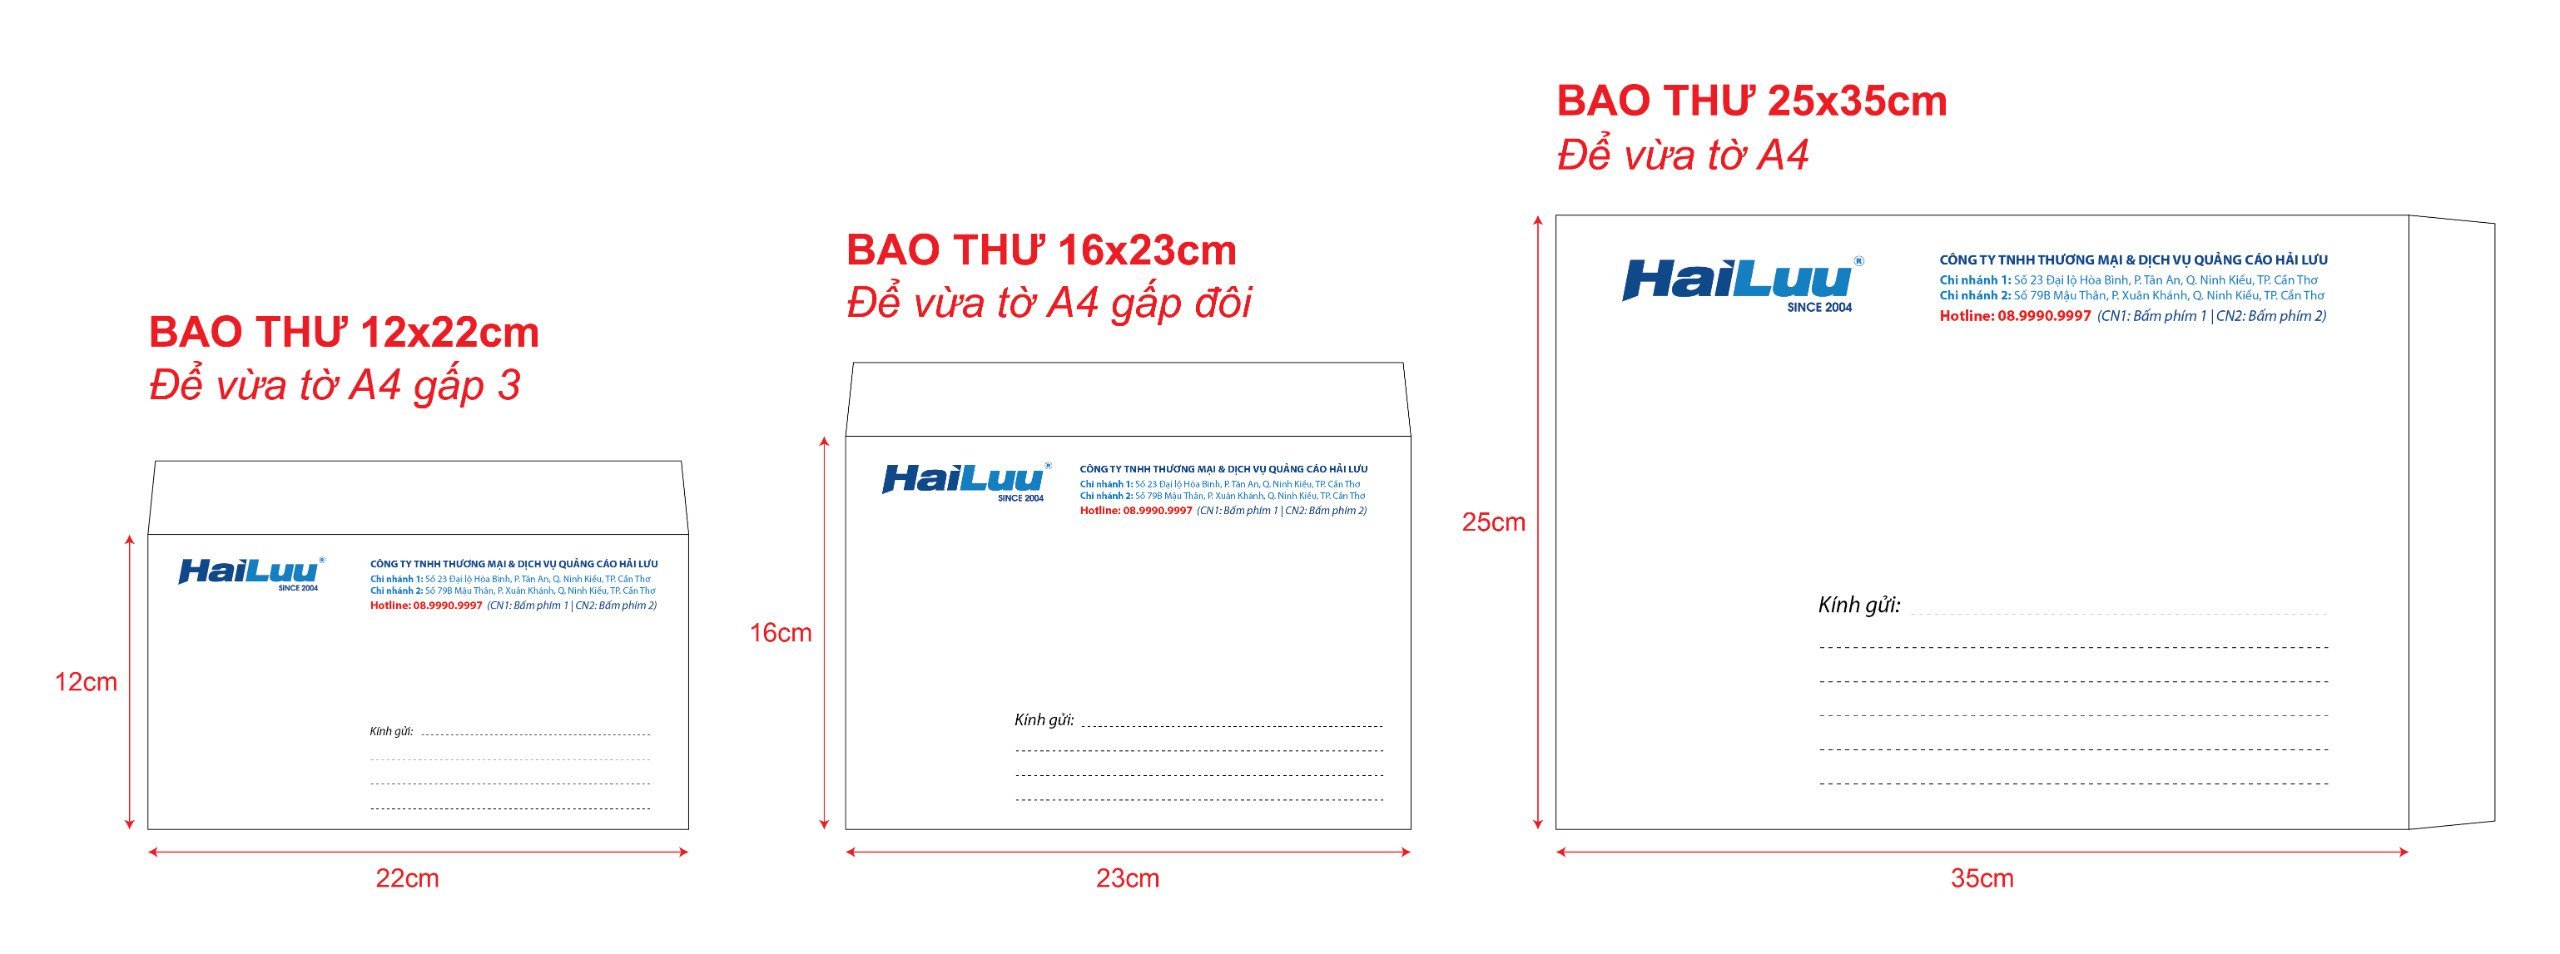 BAO THƯ 12x22cm
Để vừa tờ A4 gấp 3
HaiLuu®
SINCE 2004
CÔNG TY TNHH THƯƠNG MẠI & DỊCH VỤ QUẢNG CÁO HẢI LƯU
Chi nhánh 1: Số 23 Đại lộ Hòa Bình, P. Tân An, Q. Ninh Kiều, TP. Cần Thơ
Chi nhánh 2: Số 79B Mậu Thân, P. Xuân Khánh, Q. Ninh Kiều, TP. Cần Thơ
Hotline: 08.9990.9997 (CN1: Bấm phím 1 | CN2: Bấm phím 2)
Kính gửi:
12cm
22cm
BAO THƯ 16x23cm
Để vừa tờ A4 gấp đôi
HaiLuu®
SINCE 2004
CÔNG TY TNHH THƯƠNG MẠI & DỊCH VỤ QUẢNG CÁO HẢI LƯU
Chi nhánh 1: Số 23 Đại lộ Hòa Bình, P. Tân An, Q. Ninh Kiều, TP. Cần Thơ
Chi nhánh 2: Số 79B Mậu Thân, P. Xuân Khánh, Q. Ninh Kiều, TP. Cần Thơ
Hotline: 08.9990.9997 (CN1: Bấm phím 1 | CN2: Bấm phím 2)
Kính gửi:
16cm
23cm
BAO THƯ 25x35cm
Để vừa tờ A4
HaiLuu®
SINCE 2004
CÔNG TY TNHH THƯƠNG MẠI & DỊCH VỤ QUẢNG CÁO HẢI LƯU
Chi nhánh 1: Số 23 Đại lộ Hòa Bình, P. Tân An, Q. Ninh Kiều, TP. Cần Thơ
Chi nhánh 2: Số 79B Mậu Thân, P. Xuân Khánh, Q. Ninh Kiều, TP. Cần Thơ
Hotline: 08.9990.9997 (CN1: Bấm phím 1 | CN2: Bấm phím 2)
Kính gửi:
25cm
35cm